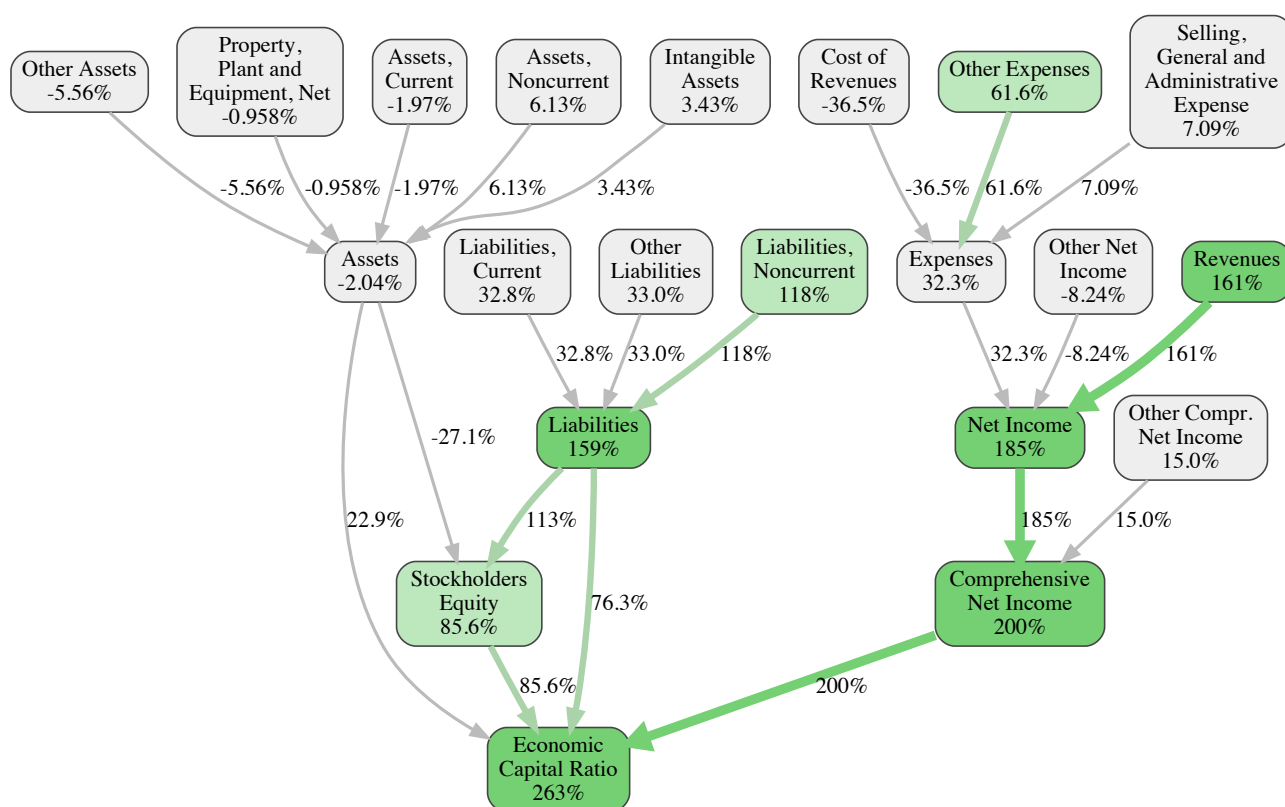 Other Assets
-5.56%
Property,
Plant and
Equipment, Net
-0.958%
Assets,
Current
-1.97%
Assets,
Noncurrent
6.13%
Intangible
Assets
3.43%
Cost of
Revenues
-36.5%
Other Expenses
61.6%
Selling,
General and
Administrative
Expense
7.09%
-5.56%
-0.958%
-1.97%
6.13%
3.43%
-36.5%
61.6%
7.09%
Assets
-2.04%
Liabilities,
Current
32.8%
Other
Liabilities
33.0%
Liabilities,
Noncurrent
118%
Expenses
32.3%
Other Net
Income
-8.24%
Revenues
161%
32.8%
33.0%
118%
32.3%
-8.24%
161%
-27.1%
Liabilities
159%
Net Income
185%
Other Compr.
Net Income
15.0%
22.9%
113%
185%
15.0%
Stockholders
Equity
85.6%
76.3%
Comprehensive
Net Income
200%
85.6%
200%
Economic
Capital Ratio
263%